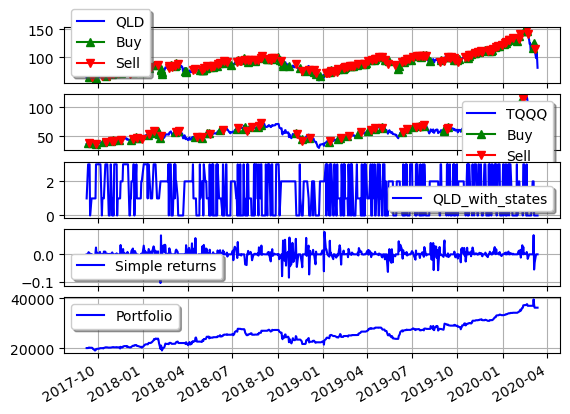 150
100
QLD
Buy
Sell
100
50
TQQQ
Buy
Sell
2
0
QLD_with_states
0.0
−0.1
Simple returns
40000
20000
Portfolio
2017-10
2018-01
2018-04
2018-07
2018-10
2019-01
2019-04
2019-07
2019-10
2020-01
2020-04